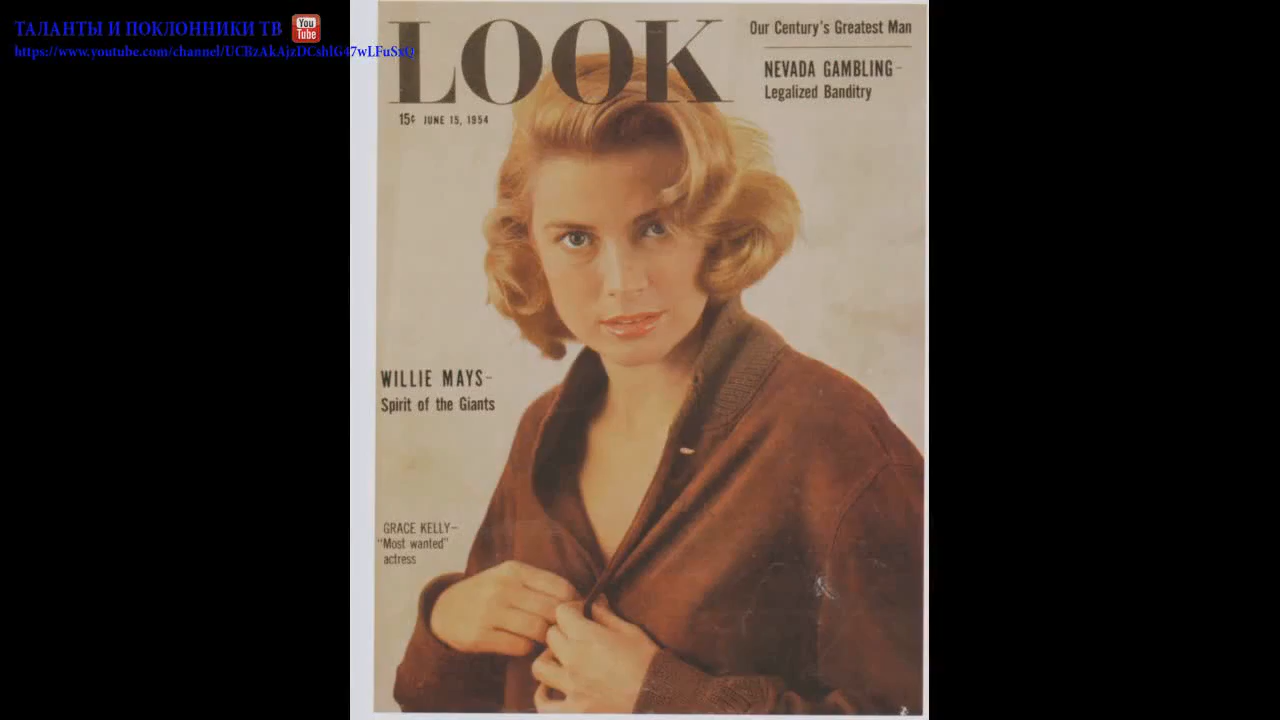 ТАЛАНТЫ И ПОКЛОННИКИ ТВ
You
Tube
LOOK
15¢ JUNE 15, 1954
Our Century's Greatest Man
NEVADA GAMBLING-
Legalized Banditry
WILLIE MAYS-
Spirit of the Giants
GRACE KELLY-
"Most wanted"
actress